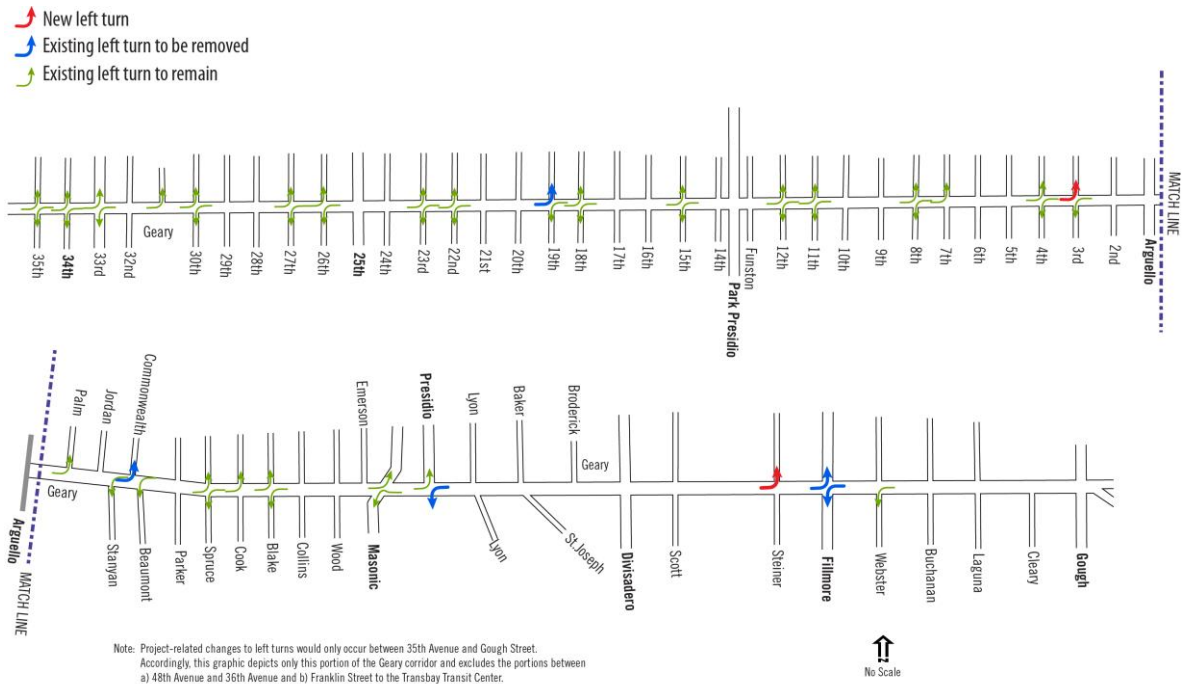 New left turn
Existing left turn to be removed
Existing left turn to remain
MATCH LINE
Geary
35th
34th
33rd
32nd
30th
29th
28th
27th
26th
25th
24th
23rd
22nd
21st
20th
19th
18th
17th
16th
15th
14th
Park Presidio
Funston
12th
11th
10th
9th
8th
7th
6th
5th
4th
3rd
2nd
Arguello
Palm
Jordan
Commonwealth
Emerson
Presidio
Lyon
Baker
Broderick
Geary
Geary
Arguello
MATCH LINE
Stanyan
Beaumont
Parker
Spruce
Cook
Blake
Collins
Wood
Masonic
Lyon
St.Joseph
Divisadero
Scott
Steiner
Fillmore
Webster
Buchanan
Laguna
Cleary
Gough
Note: Project-related changes to left turns would only occur between 35th Avenue and Gough Street.
Accordingly, this graphic depicts only this portion of the Geary corridor and excludes the portions between
a) 48th Avenue and 36th Avenue and b) Franklin Street to the Transbay Transit Center.
No Scale